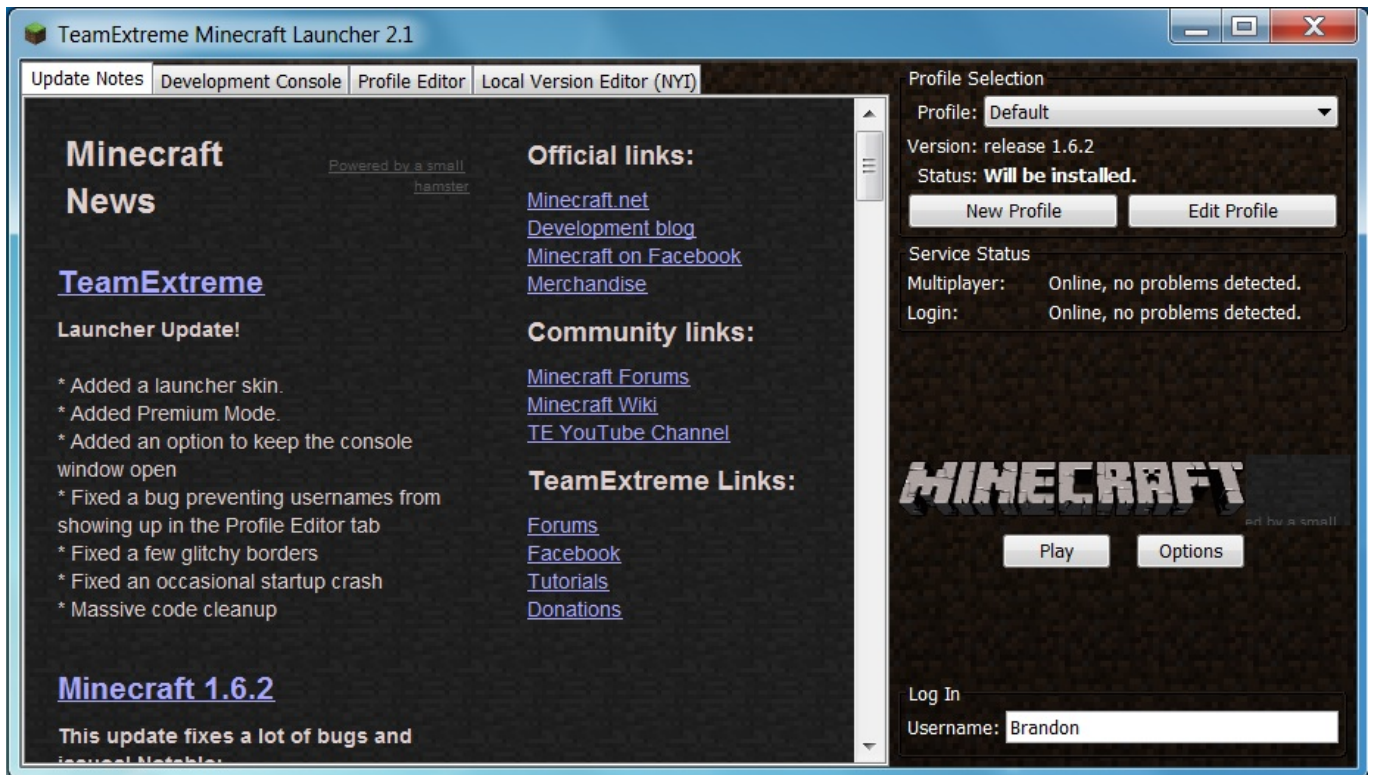 TeamExtreme Minecraft Launcher 2.1
Update Notes Development Console Profile Editor Local Version Editor (NYI)
Minecraft
News
Powered by a small
hamster
TeamExtreme
Launcher Update!
* Added a launcher skin.
* Added Premium Mode.
* Added an option to keep the console
window open
* Fixed a bug preventing usernames from
showing up in the Profile Editor tab
* Fixed a few glitchy borders
* Fixed an occasional startup crash
* Massive code cleanup
Minecraft 1.6.2
This update fixes a lot of bugs and
issues! Notable:
Official links:
Minecraft.net
Development blog
Minecraft on Facebook
Merchandise
Community links:
Minecraft Forums
Minecraft Wiki
TE YouTube Channel
TeamExtreme Links:
Forums
Facebook
Tutorials
Donations
Profile Selection
Profile: Default
Version: release 1.6.2
Status: Will be installed.
New Profile Edit Profile
Service Status
Multiplayer: Online, no problems detected.
Login: Online, no problems detected.
MINECRAFT
ed by a small
Play Options
Log In
Username: Brandon